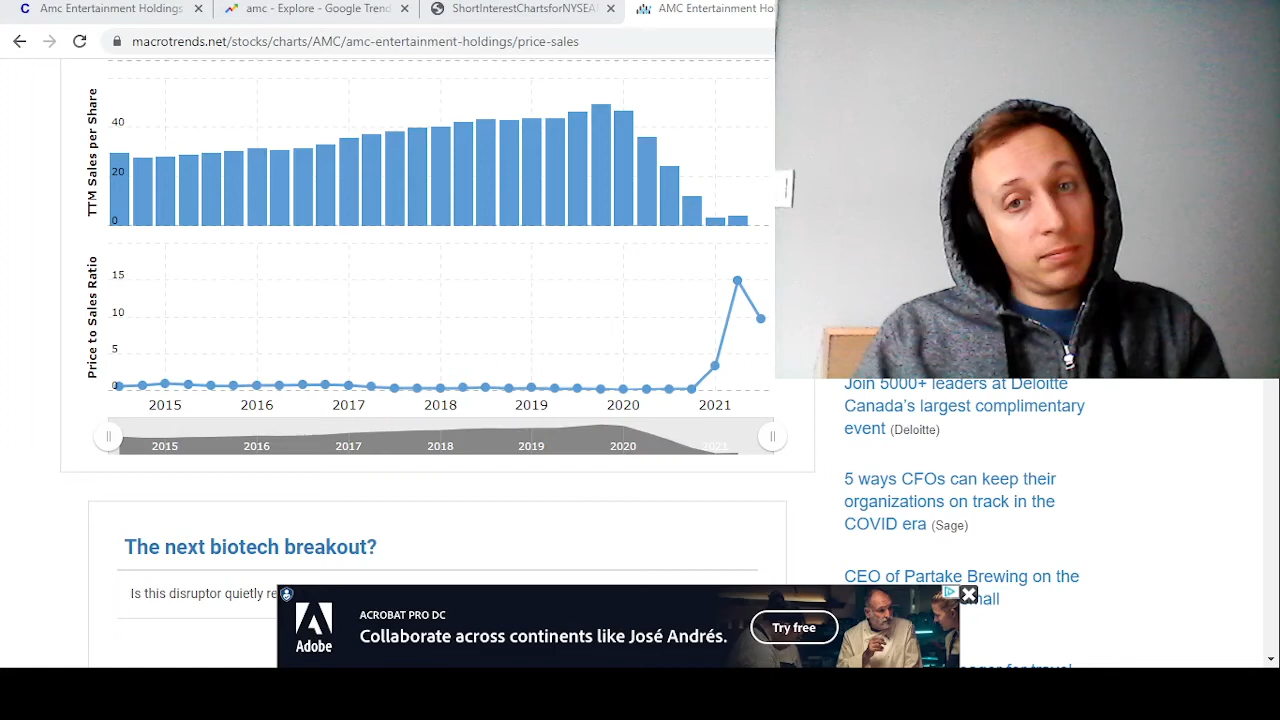 Amc Entertainment Holdings
amc - Explore - Google Trend
ShortInterestChartsforNYSEA
AMC Entertainment Ho
macrotrends.net/stocks/charts/AMC/amc-entertainment-holdings/price-sales
TTM Sales per Share
40
20
0
Price to Sales Ratio
15
10
5
0
2015 2016 2017 2018 2019 2020 2021
2015 2016 2017 2018 2019 2020 2021
The next biotech breakout?
Is this disruptor quietly re
Join 5000+ leaders at Deloitte
Canada's largest complimentary
event (Deloitte)
5 ways CFOs can keep their
organizations on track in the
COVID era (Sage)
CEO of Partake Brewing on the
Adobe
ACROBAT PRO DC
Collaborate across continents like José Andrés.
Try free